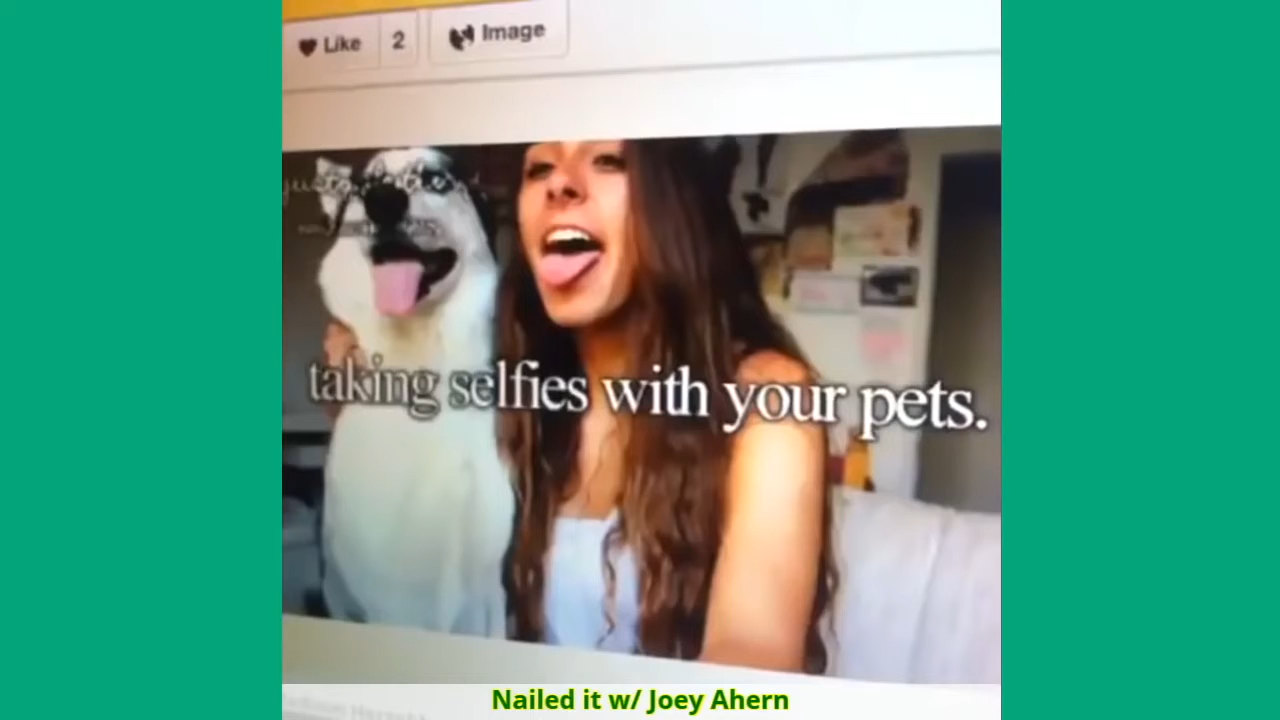 Like 2 Image
taking selfies with your pets.
Nailed it w/ Joey Ahern